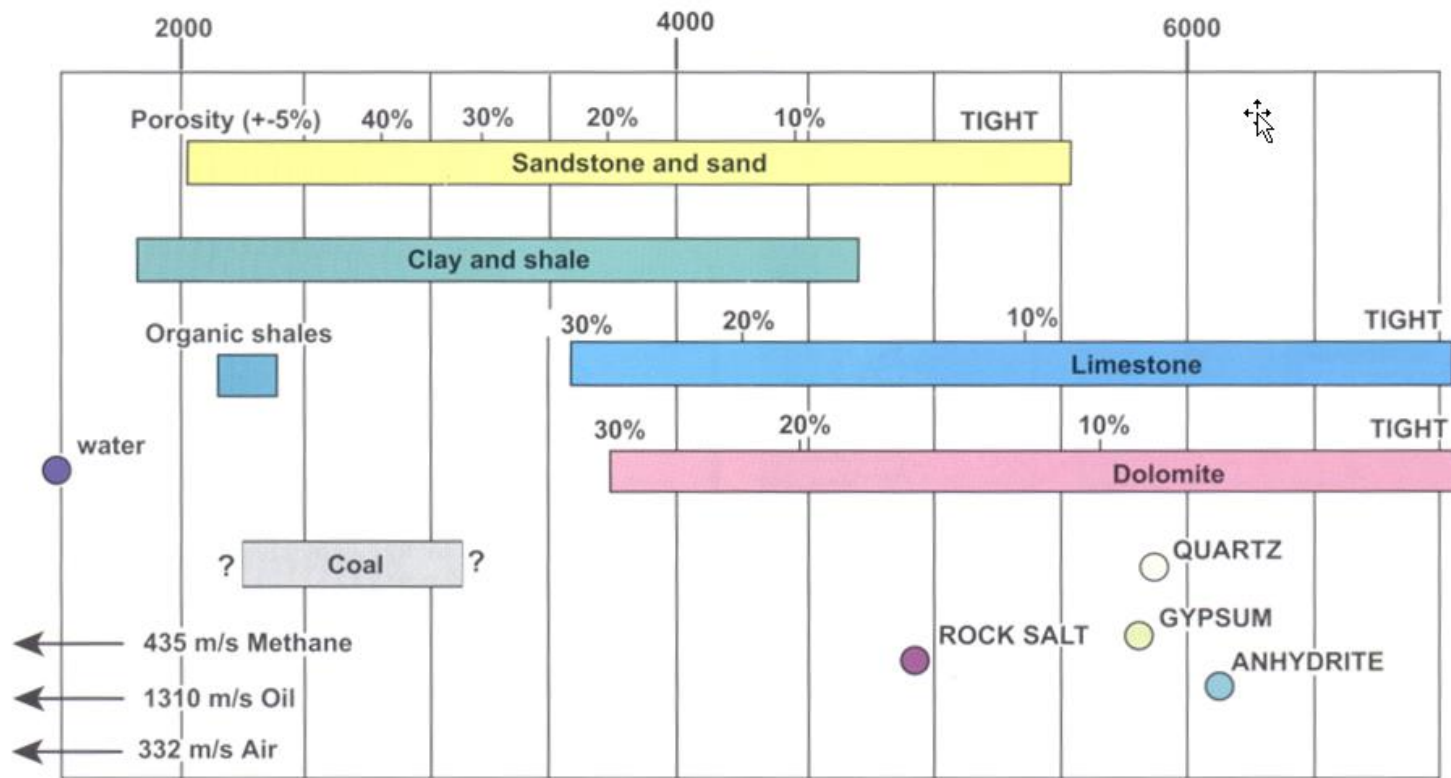 2000 4000 6000
Porosity (+-5%) 40% 30% 20% 10% TIGHT
Sandstone and sand
Clay and shale
Organic shales
30% 20% 10% TIGHT
Limestone
30% 20% 10% TIGHT
Dolomite
water
? Coal ?
QUARTZ
GYPSUM
ROCK SALT
ANHYDRITE
435 m/s Methane
1310 m/s Oil
332 m/s Air